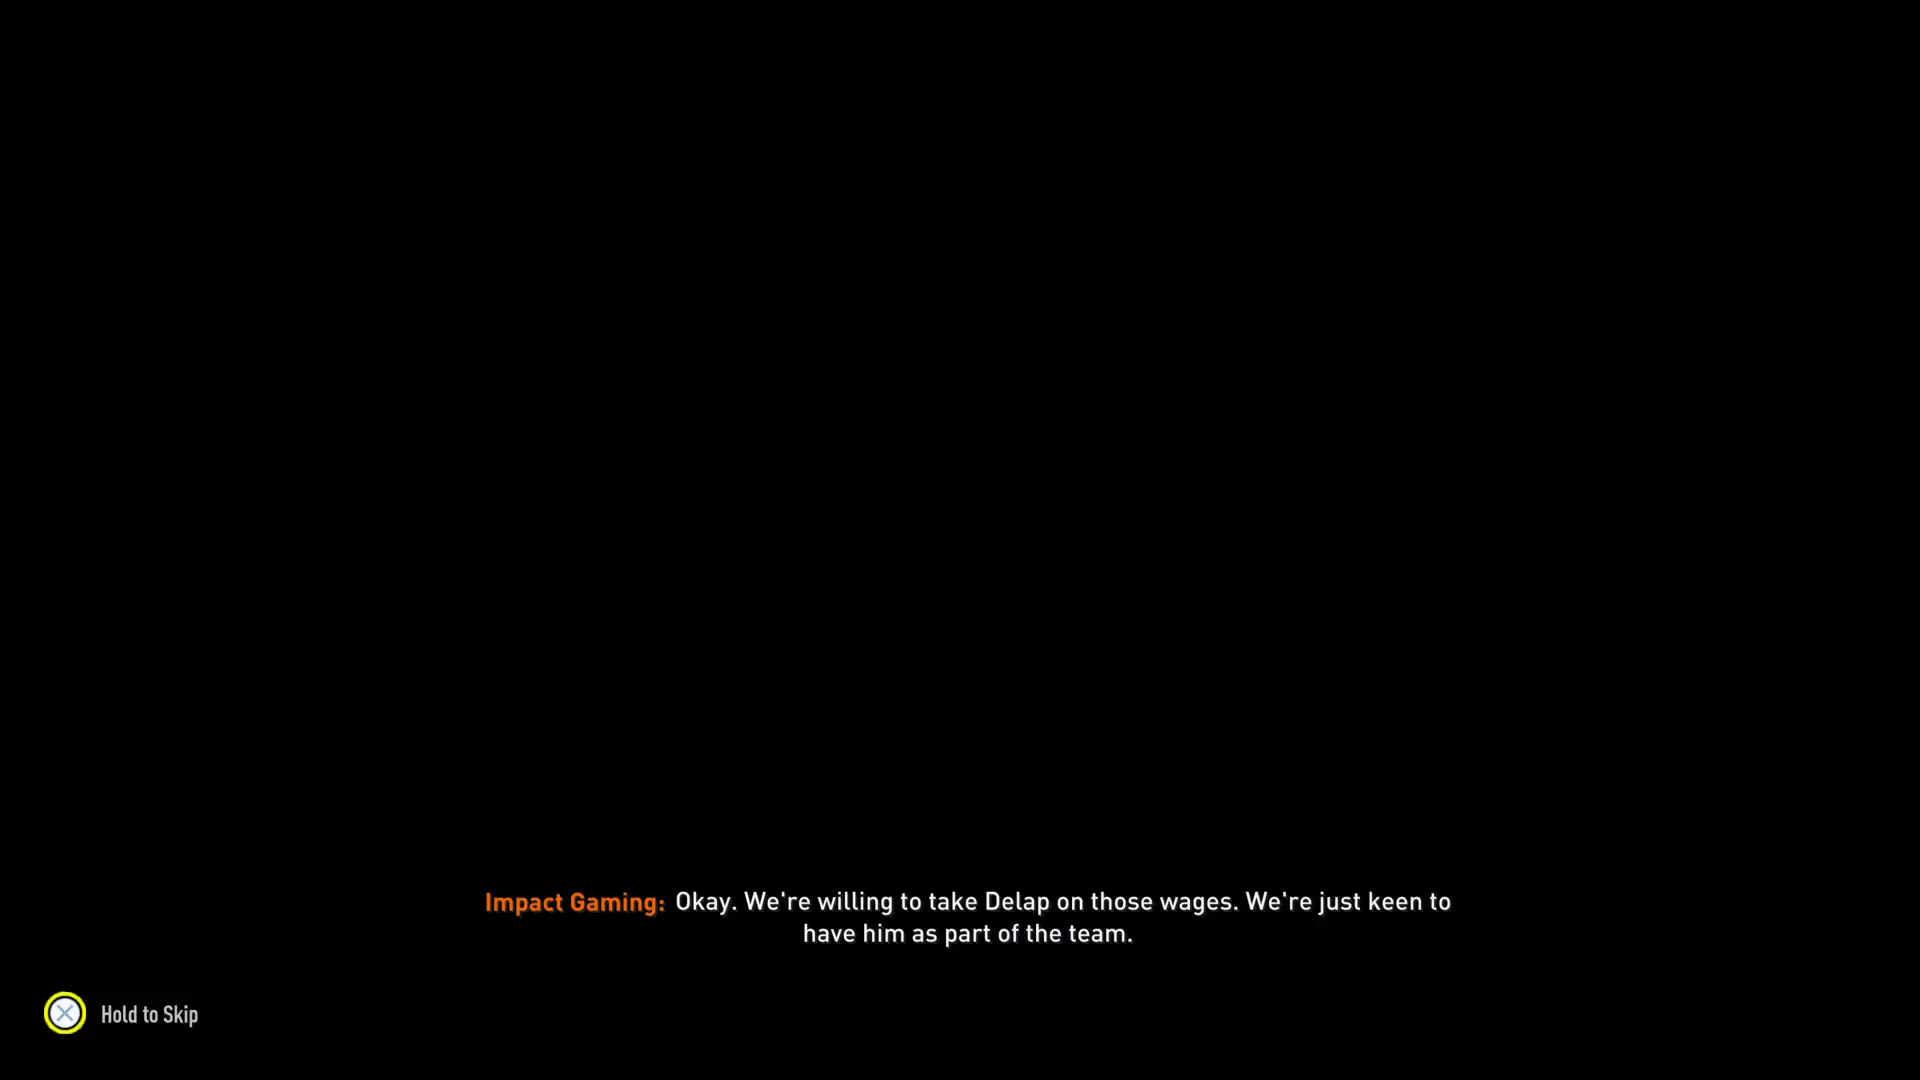 Impact Gaming: Okay. We're willing to take Delap on those wages. We're just keen to
have him as part of the team.
Hold to Skip